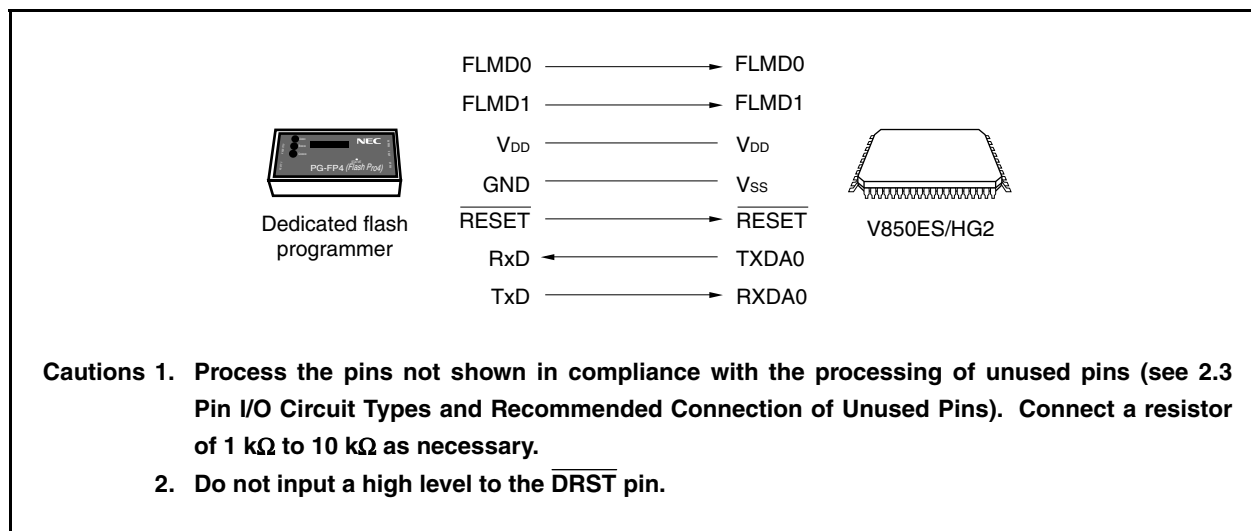 FLMD0 FLMD0
FLMD1 FLMD1
NEC
PG-FP4 (Flash Pro4)
VDD VDD
GND VSS
Dedicated flash
programmer
RESET RESET
V850ES/HG2
RxD TXDA0
TxD RXDA0
Cautions 1. Process the pins not shown in compliance with the processing of unused pins (see 2.3
Pin I/O Circuit Types and Recommended Connection of Unused Pins). Connect a resistor
of 1 kΩ to 10 kΩ as necessary.
2. Do not input a high level to the DRST pin.